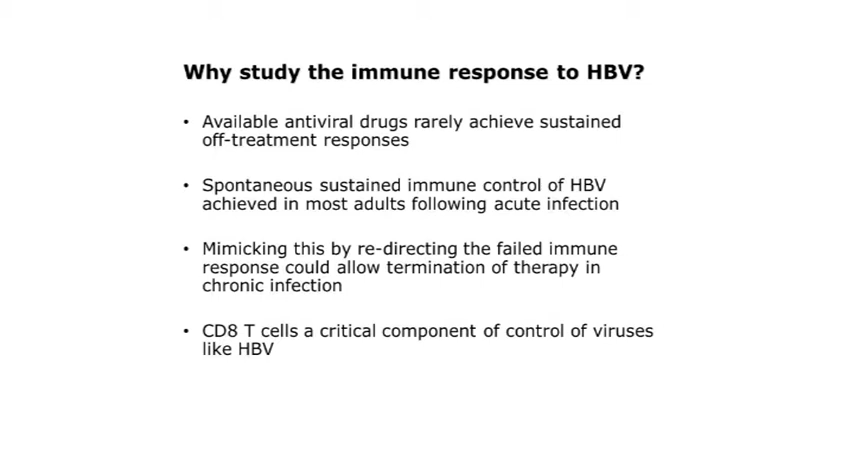 Why study the immune response to HBV?
• Available antiviral drugs rarely achieve sustained
off-treatment responses
• Spontaneous sustained immune control of HBV
achieved in most adults following acute infection
• Mimicking this by re-directing the failed immune
response could allow termination of therapy in
chronic infection
• CD8 T cells a critical component of control of viruses
like HBV